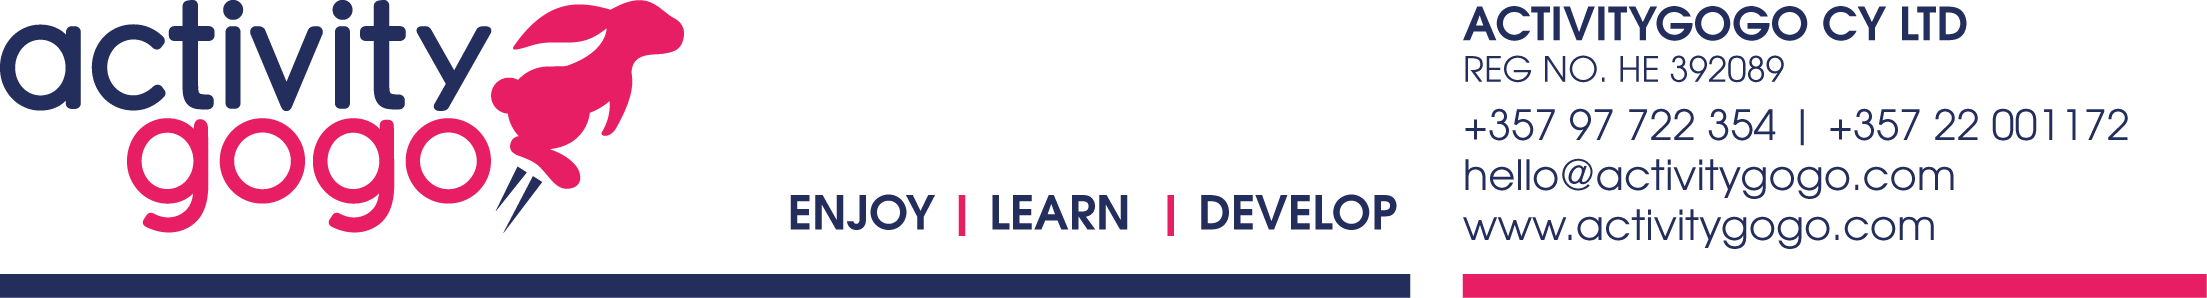 activity
gogo
ENJOY | LEARN | DEVELOP
ACTIVITYGOGO CY LTD
REG NO. HE 392089
+357 97 722 354 | +357 22 001172
hello@activitygogo.com
www.activitygogo.com